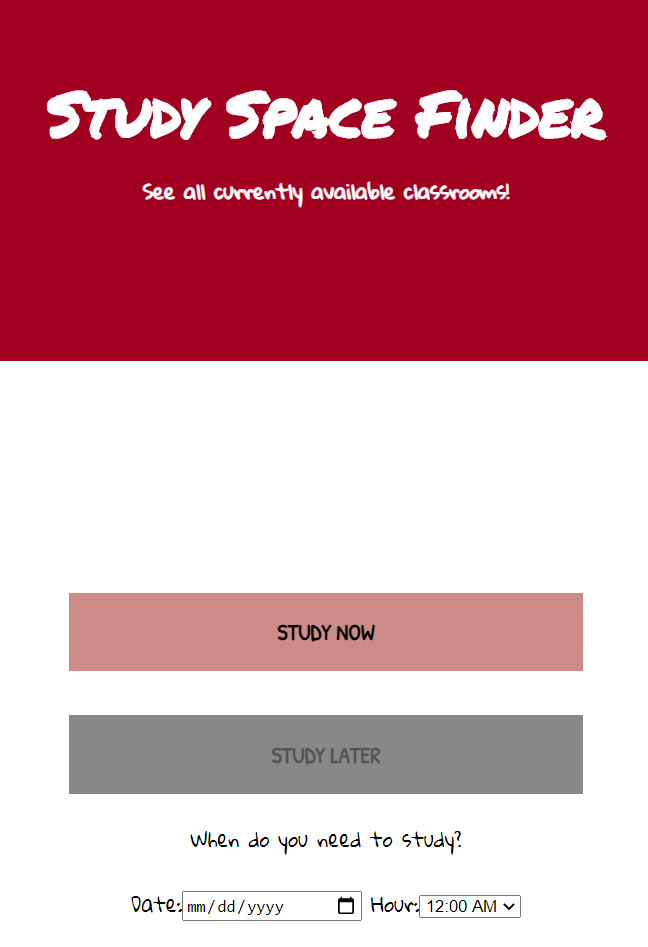 Study Space Finder
See all currently available classrooms!
STUDY NOW
STUDY LATER
When do you need to study?
Date: mm/dd/yyyy Hour: 12:00 AM